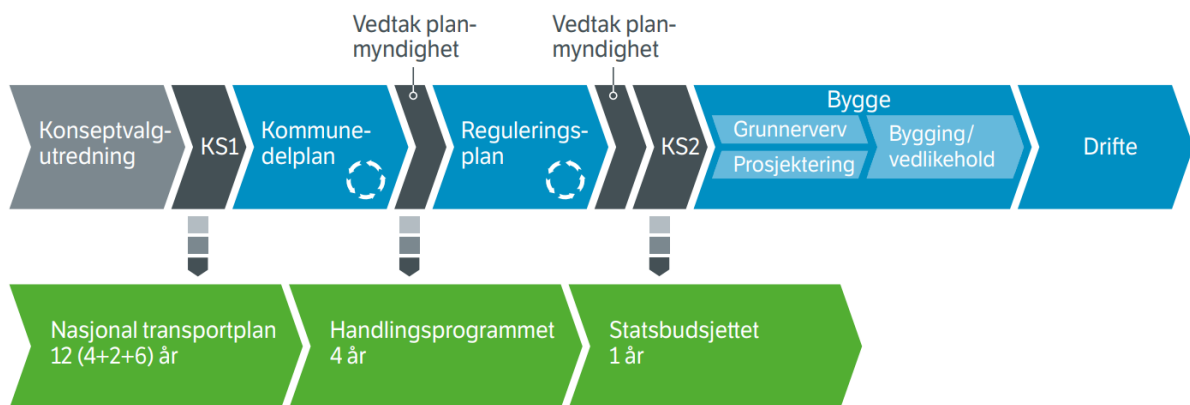 Vedtak plan-
myndighet
Vedtak plan-
myndighet
Konseptvalg-
utredning
KS1
Kommune-
delplan
Regulerings-
plan
KS2
Bygge
Grunnerverv
Prosjektering
Bygging/
vedlikehold
Drifte
Nasjonal transportplan
12 (4+2+6) år
Handlingsprogrammet
4 år
Statsbudsjettet
1 år